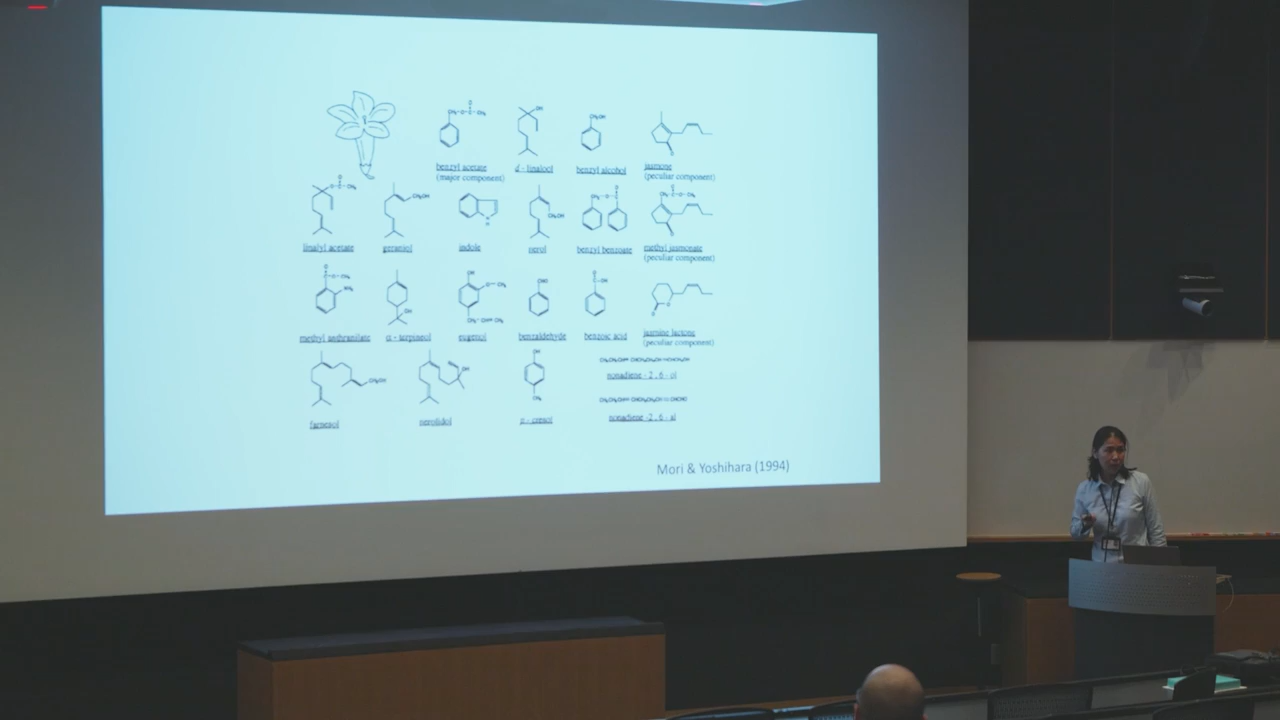 benzyl acetate
(major component)
d - linalool
benzyl alcohol
jasmone
(peculiar component)
linalyl acetate
geraniol
indole
nerol
benzyl benzoate
methyl jasmonate
(peculiar component)
methyl anthranilate
α - terpineol
eugenol
benzaldehyde
benzoic acid
jasmine lactone
(peculiar component)
farnesol
nerolidol
p - cresol
nonadiene - 2 , 6 - ol
nonadiene - 2 , 6 - al
Mori & Yoshihara (1994)